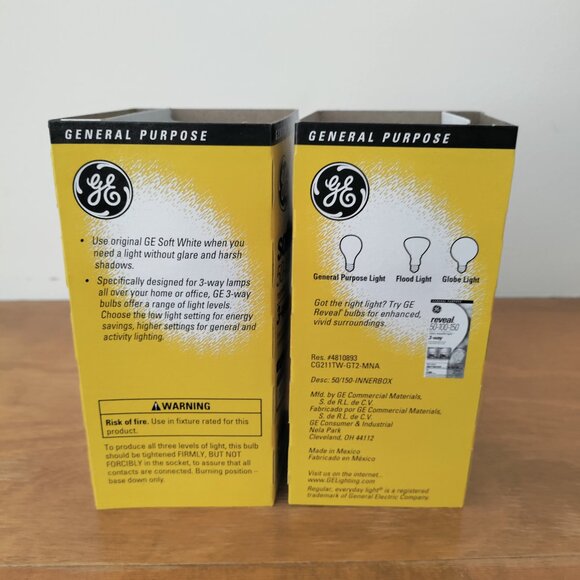 GENERAL PURPOSE
GE
• Use original GE Soft White when you
need a light without glare and harsh
shadows.
• Specifically designed for 3-way lamps
all over your home or office, GE 3-way
bulbs offer a range of light levels.
Choose the low light setting for energy
savings, higher settings for general and
activity lighting.
WARNING
Risk of fire. Use in fixture rated for this
product.
To produce all three levels of light, this bulb
should be tightened FIRMLY, BUT NOT
FORCIBLY in the socket, to assure that all
contacts are connected. Burning position -
base down only.
GENERAL PURPOSE
GE
General Purpose Light Flood Light Globe Light
Got the right light? Try GE
Reveal® bulbs for enhanced,
vivid surroundings.
reveal
50-100-150
3-way
Res. #4810893
CG211TW-GT2-MNA
Desc: 50/150-INNERBOX
Mfd. by GE Commercial Materials,
S. de R.L. de C.V.
Fabricado por GE Commercial Materials,
S. de R.L. de C.V.
GE Consumer & Industrial
Nela Park
Cleveland, OH 44112
Made in Mexico
Fabricado en México
Visit us on the internet...
www.GELighting.com
Regular, everyday light® is a registered
trademark of General Electric Company.